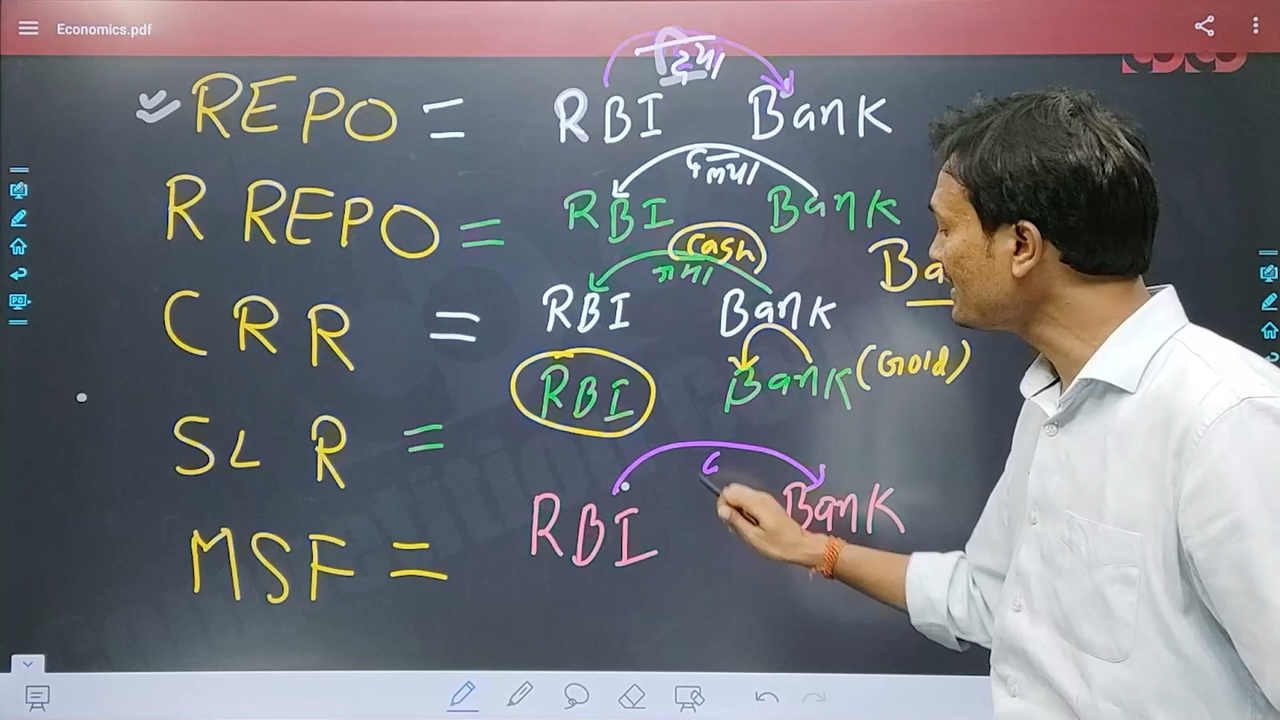 Economics.pdf
REPO = RBI Bank
R REPO = RBI Bank
cash
CRR = RBI Bank
RBI Bank (Gold)
SLR =
MSF = RBI Bank